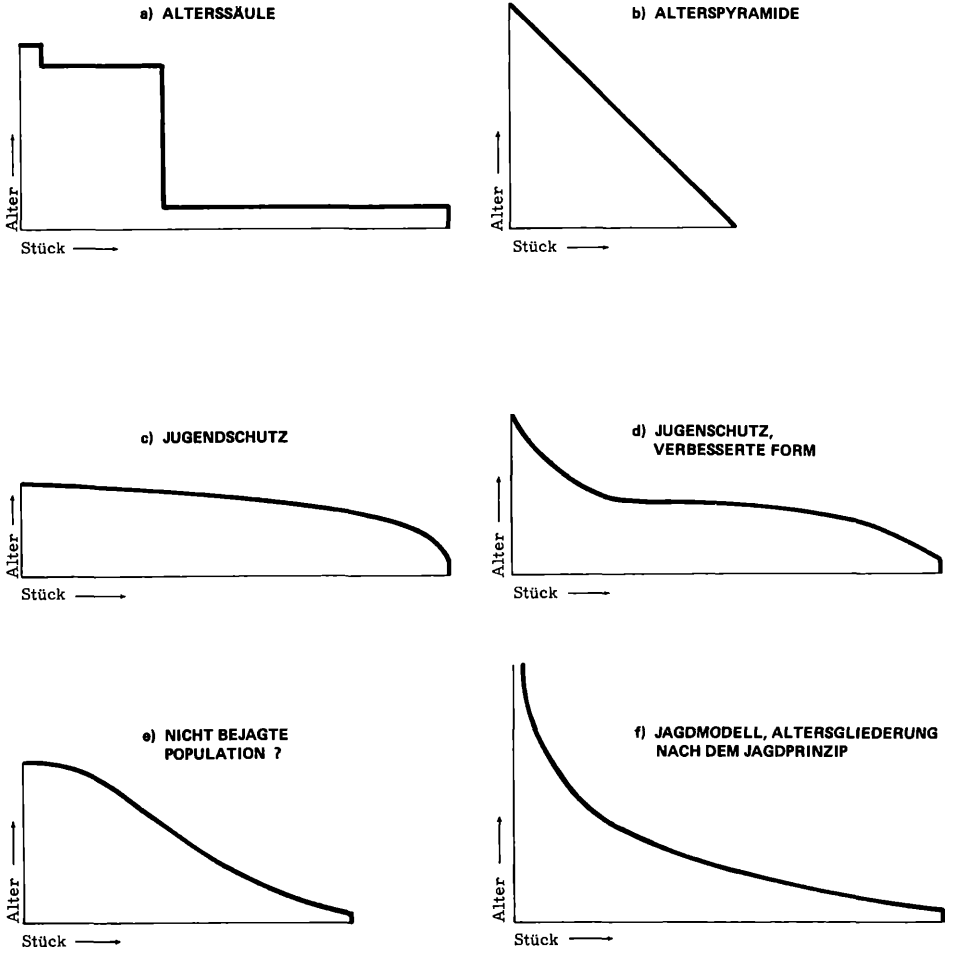 a) ALTERSSÄULE
Alter
Stück
b) ALTERSPYRAMIDE
Alter
Stück
c) JUGENDSCHUTZ
Alter
Stück
d) JUGENSCHUTZ,
VERBESSERTE FORM
Alter
Stück
e) NICHT BEJAGTE
POPULATION ?
Alter
Stück
f) JAGDMODELL, ALTERSGLIEDERUNG
NACH DEM JAGDPRINZIP
Alter
Stück